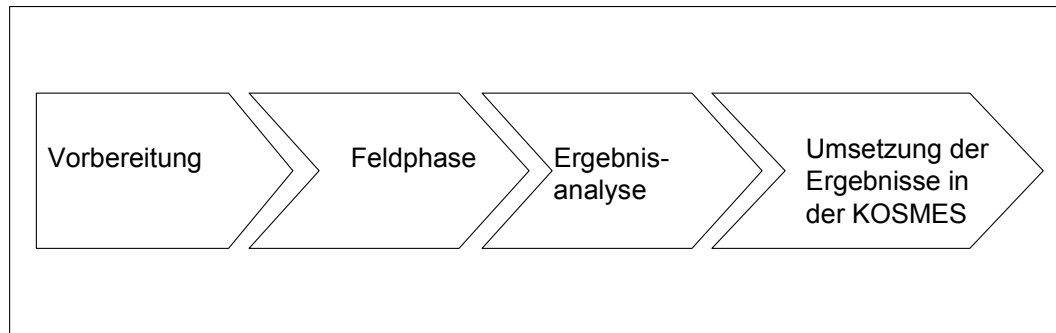 Vorbereitung
Feldphase
Ergebnis-
analyse
Umsetzung der
Ergebnisse in
der KOSMES